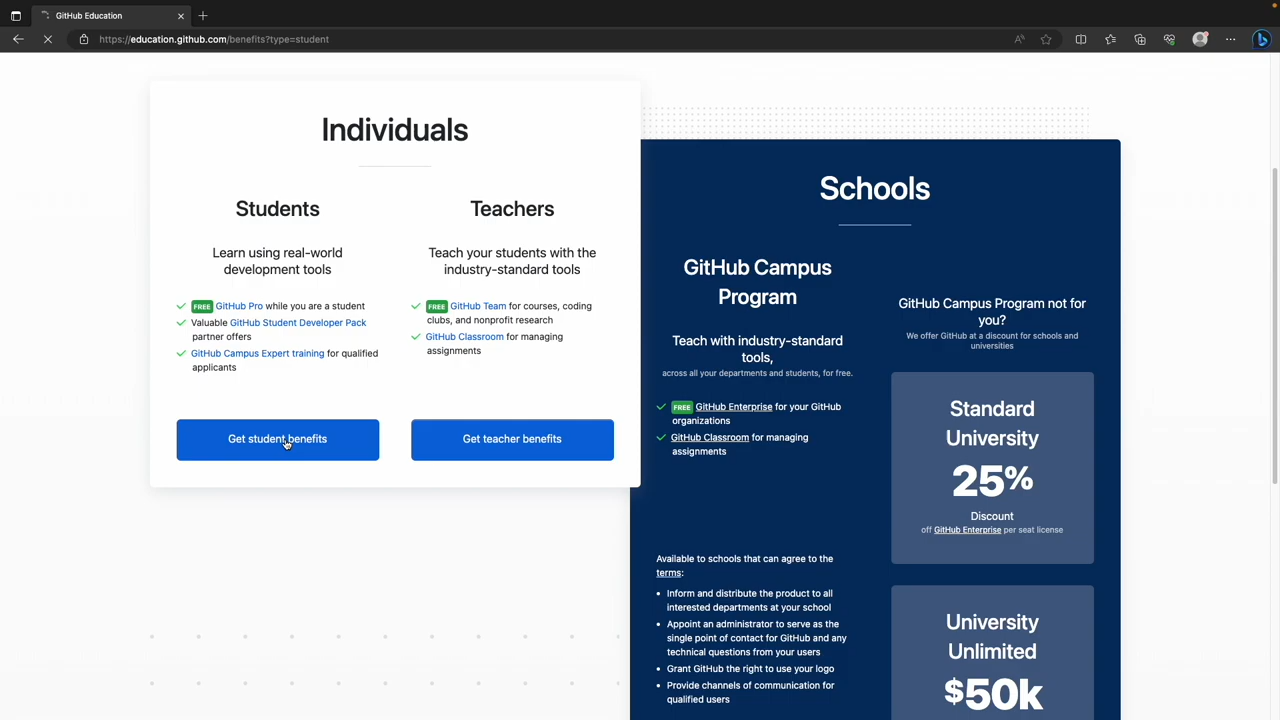 GitHub Education
https://education.github.com/benefits?type=student
Individuals
Students
Learn using real-world
development tools
FREE GitHub Pro while you are a student
Valuable GitHub Student Developer Pack
partner offers
GitHub Campus Expert training for qualified
applicants
Get student benefits
Teachers
Teach your students with the
industry-standard tools
FREE GitHub Team for courses, coding
clubs, and nonprofit research
GitHub Classroom for managing
assignments
Get teacher benefits
Schools
GitHub Campus
Program
Teach with industry-standard
tools,
across all your departments and students, for free.
FREE GitHub Enterprise for your GitHub
organizations
GitHub Classroom for managing
assignments
Available to schools that can agree to the
terms:
• Inform and distribute the product to all
interested departments at your school
• Appoint an administrator to serve as the
single point of contact for GitHub and any
technical questions from your users
• Grant GitHub the right to use your logo
• Provide channels of communication for
qualified users
GitHub Campus Program not for
you?
We offer GitHub at a discount for schools and
universities
Standard
University
25%
Discount
off GitHub Enterprise per seat license
University
Unlimited
$50k